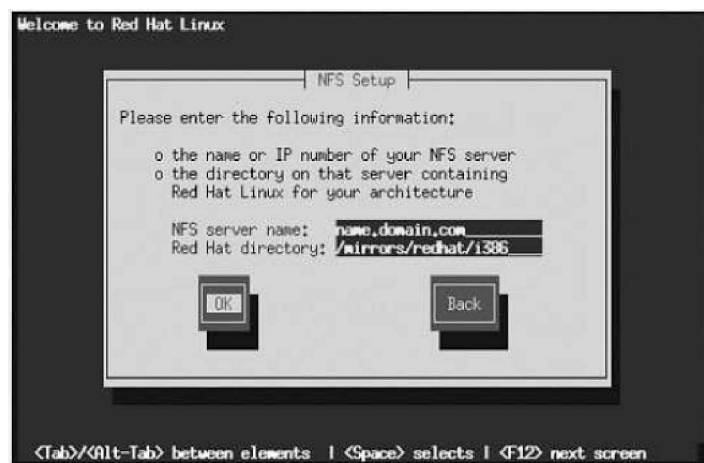 Welcome to Red Hat Linux
NFS Setup
Please enter the following information:
o the name or IP number of your NFS server
o the directory on that server containing
Red Hat Linux for your architecture
NFS server name: name.domain.com
Red Hat directory: /mirrors/redhat/i386
OK Back
<Tab>/<Alt-Tab> between elements | <Space> selects | <F12> next screen